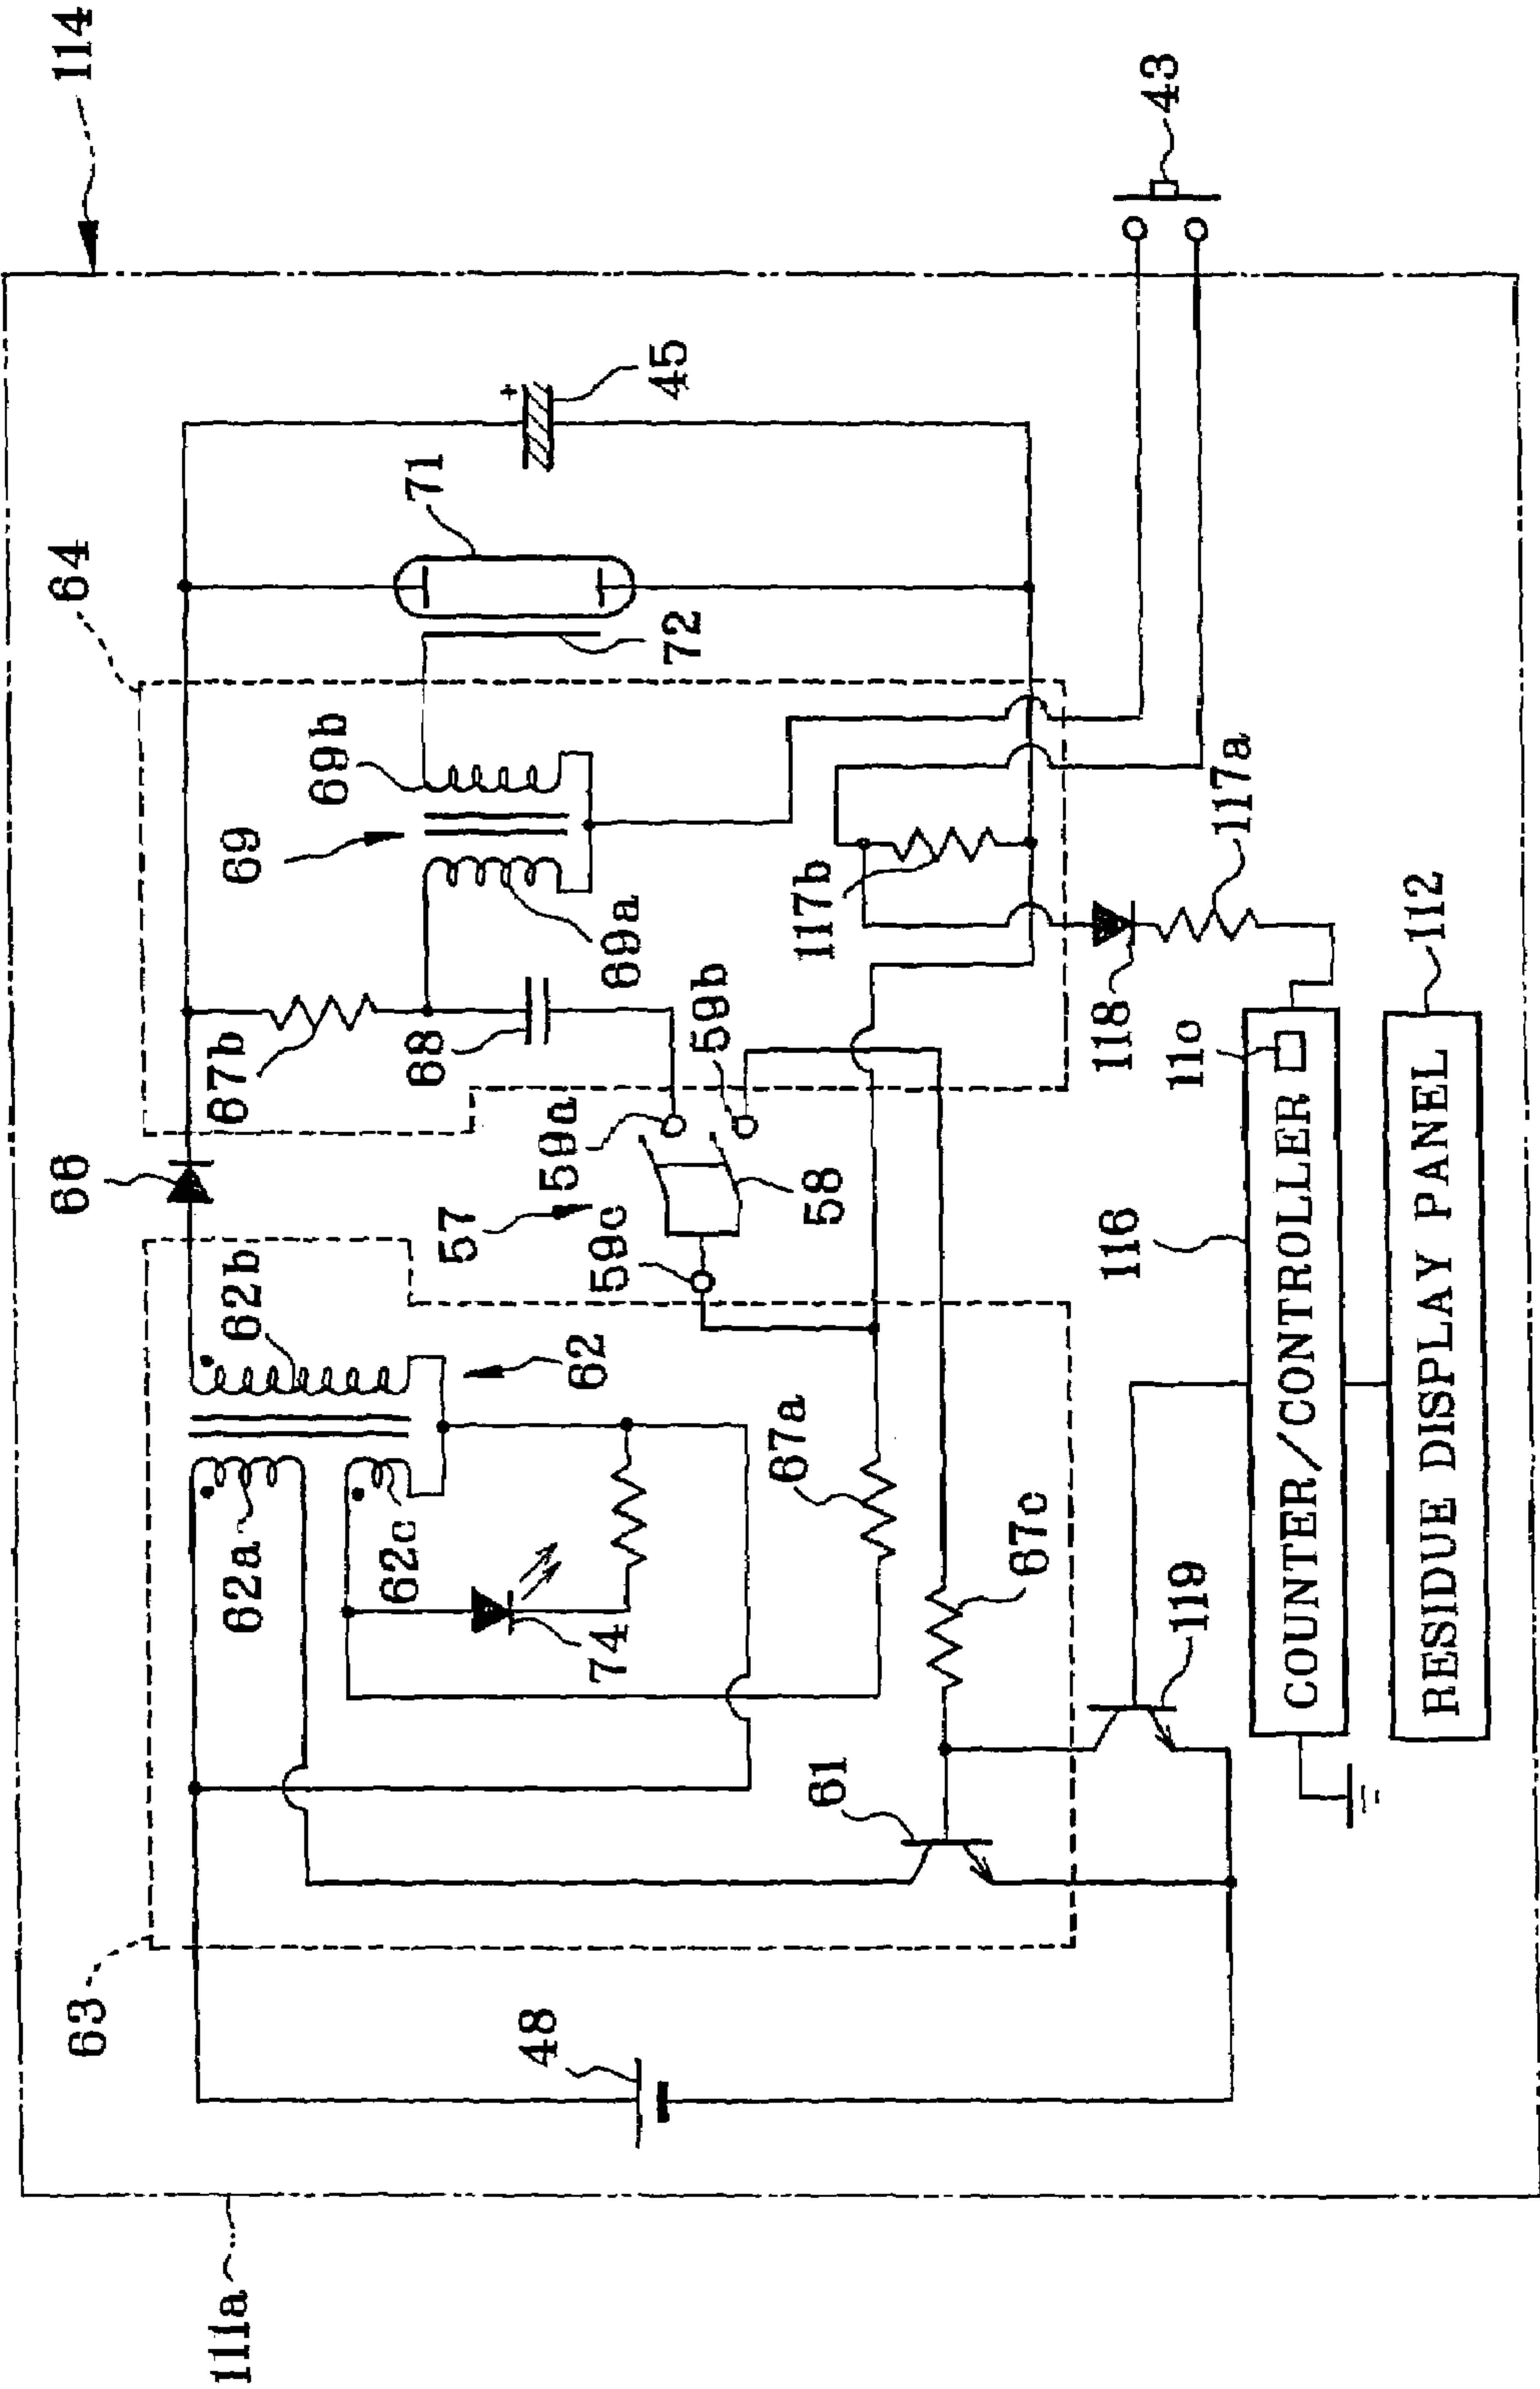 114
63
66
64
111a
62a
62b
67b
69
69b
62c
57
68
71
48
59a
74
62
59c
69a
45
72
59b
67a
58
117b
61
67c
118
43
119
116
110
117a
COUNTER/CONTROLLER
112
RESIDUE DISPLAY PANEL